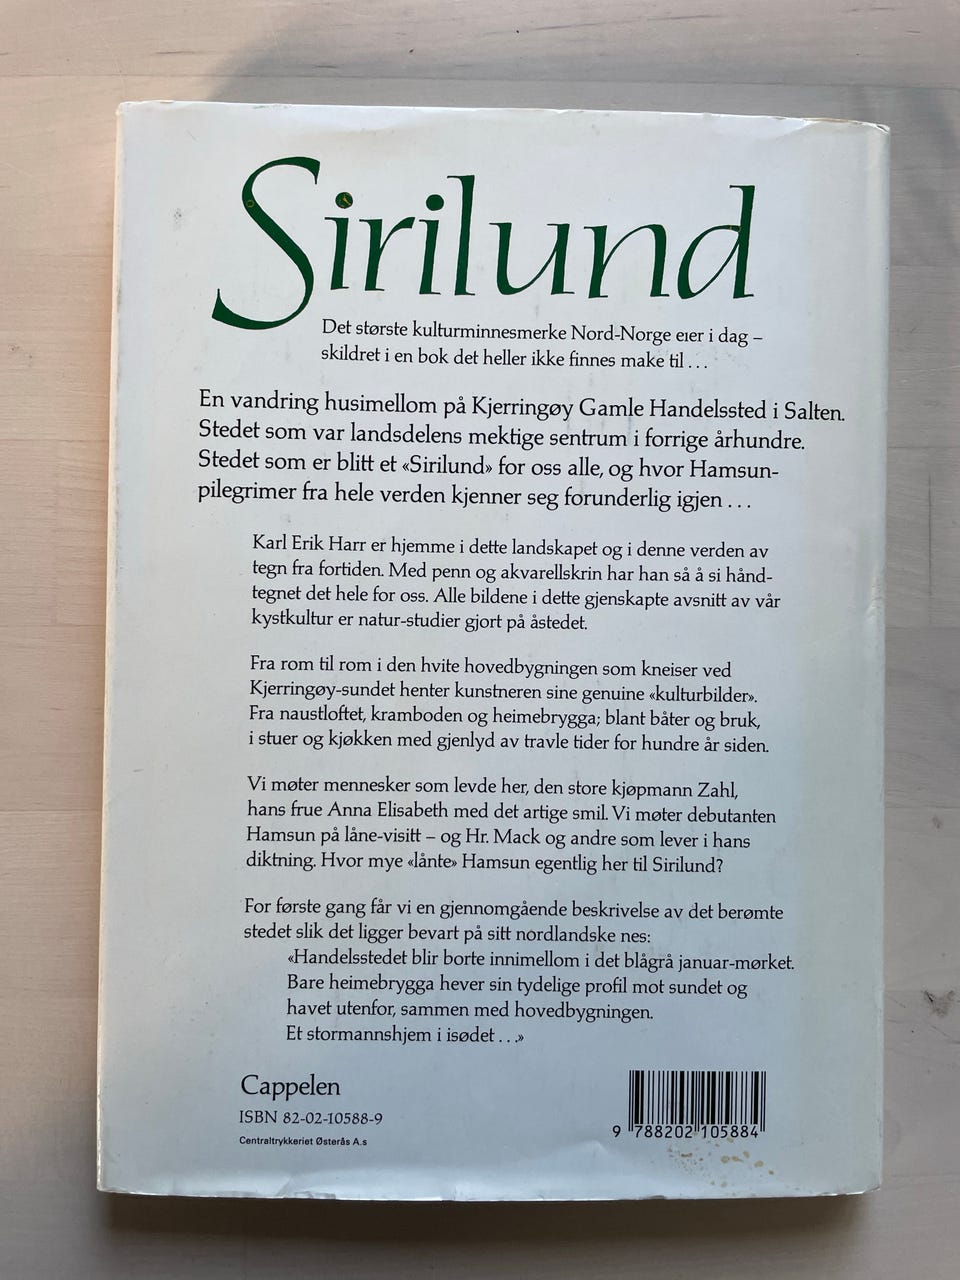 Sirilund
Det største kulturminnesmerke Nord-Norge eier i dag –
skildret i en bok det heller ikke finnes make til . . .
En vandring husimellom på Kjerringøy Gamle Handelssted i Salten.
Stedet som var landsdelens mektige sentrum i forrige århundre.
Stedet som er blitt et «Sirilund» for oss alle, og hvor Hamsun-
pilegrimer fra hele verden kjenner seg forunderlig igjen . . .
Karl Erik Harr er hjemme i dette landskapet og i denne verden av
tegn fra fortiden. Med penn og akvarellskrin har han så å si hånd-
tegnet det hele for oss. Alle bildene i dette gjenskapte avsnitt av vår
kystkultur er natur-studier gjort på åstedet.
Fra rom til rom i den hvite hovedbygningen som kneiser ved
Kjerringøy-sundet henter kunstneren sine genuine «kulturbilder».
Fra naustloftet, kramboden og heimebrygga; blant båter og bruk,
i stuer og kjøkken med gjenlyd av travle tider for hundre år siden.
Vi møter mennesker som levde her, den store kjøpmann Zahl,
hans frue Anna Elisabeth med det artige smil. Vi møter debutanten
Hamsun på låne-visitt – og Hr. Mack og andre som lever i hans
diktning. Hvor mye «lånte» Hamsun egentlig her til Sirilund?
For første gang får vi en gjennomgående beskrivelse av det berømte
stedet slik det ligger bevart på sitt nordlandske nes:
«Handelsstedet blir borte innimellom i det blågrå januar-mørket.
Bare heimebrygga hever sin tydelige profil mot sundet og
havet utenfor, sammen med hovedbygningen.
Et stormannshjem i isødet . . .»
Cappelen
ISBN 82-02-10588-9
Centraltrykkeriet Østerås A.s
9 788202 105884